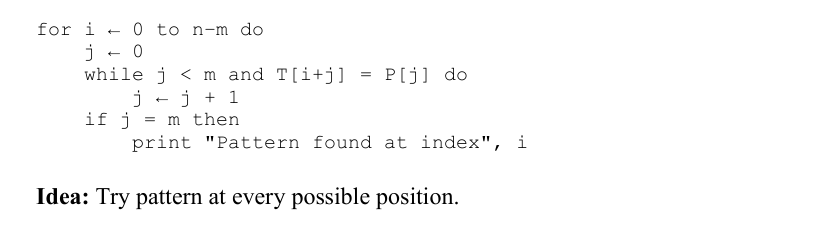 for i ← 0 to n-m do
    j ← 0
    while j < m and T[i+j] = P[j] do
        j ← j + 1
    if j = m then
        print "Pattern found at index", i
Idea: Try pattern at every possible position.